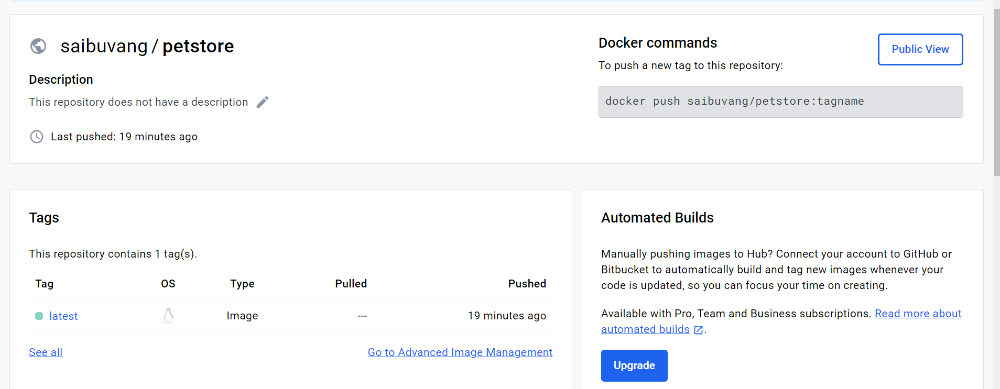 saibuvang / petstore
Description
This repository does not have a description
Last pushed: 19 minutes ago
Docker commands
To push a new tag to this repository:
Public View
docker push saibuvang/petstore:tagname
Tags
This repository contains 1 tag(s).
Tag OS Type Pulled Pushed
latest Image --- 19 minutes ago
See all Go to Advanced Image Management
Automated Builds
Manually pushing images to Hub? Connect your account to GitHub or
Bitbucket to automatically build and tag new images whenever your
code is updated, so you can focus your time on creating.
Available with Pro, Team and Business subscriptions. Read more about
automated builds.
Upgrade